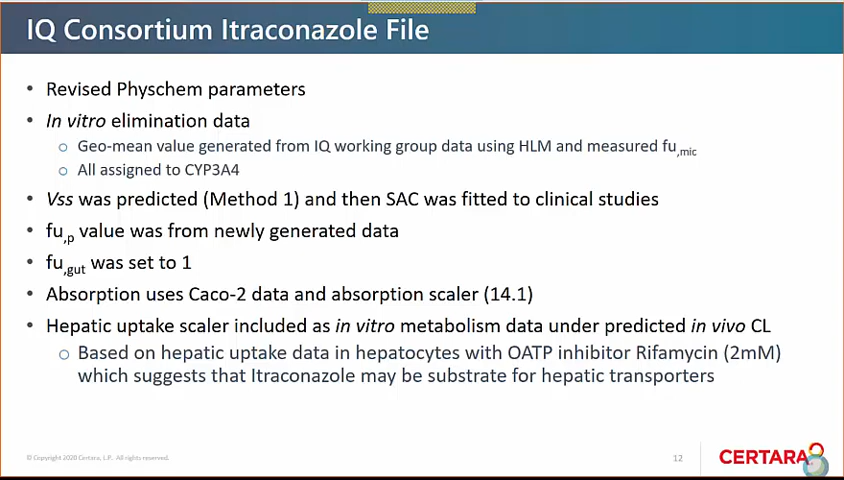 IQ Consortium Itraconazole File
• Revised Physchem parameters
• In vitro elimination data
○ Geo-mean value generated from IQ working group data using HLM and measured fu,mic
○ All assigned to CYP3A4
• Vss was predicted (Method 1) and then SAC was fitted to clinical studies
• fu,p value was from newly generated data
• fu,gut was set to 1
• Absorption uses Caco-2 data and absorption scaler (14.1)
• Hepatic uptake scaler included as in vitro metabolism data under predicted in vivo CL
○ Based on hepatic uptake data in hepatocytes with OATP inhibitor Rifamycin (2mM)
which suggests that Itraconazole may be substrate for hepatic transporters
© Copyright 2020 Certara, L.P. All rights reserved.
12
CERTARA